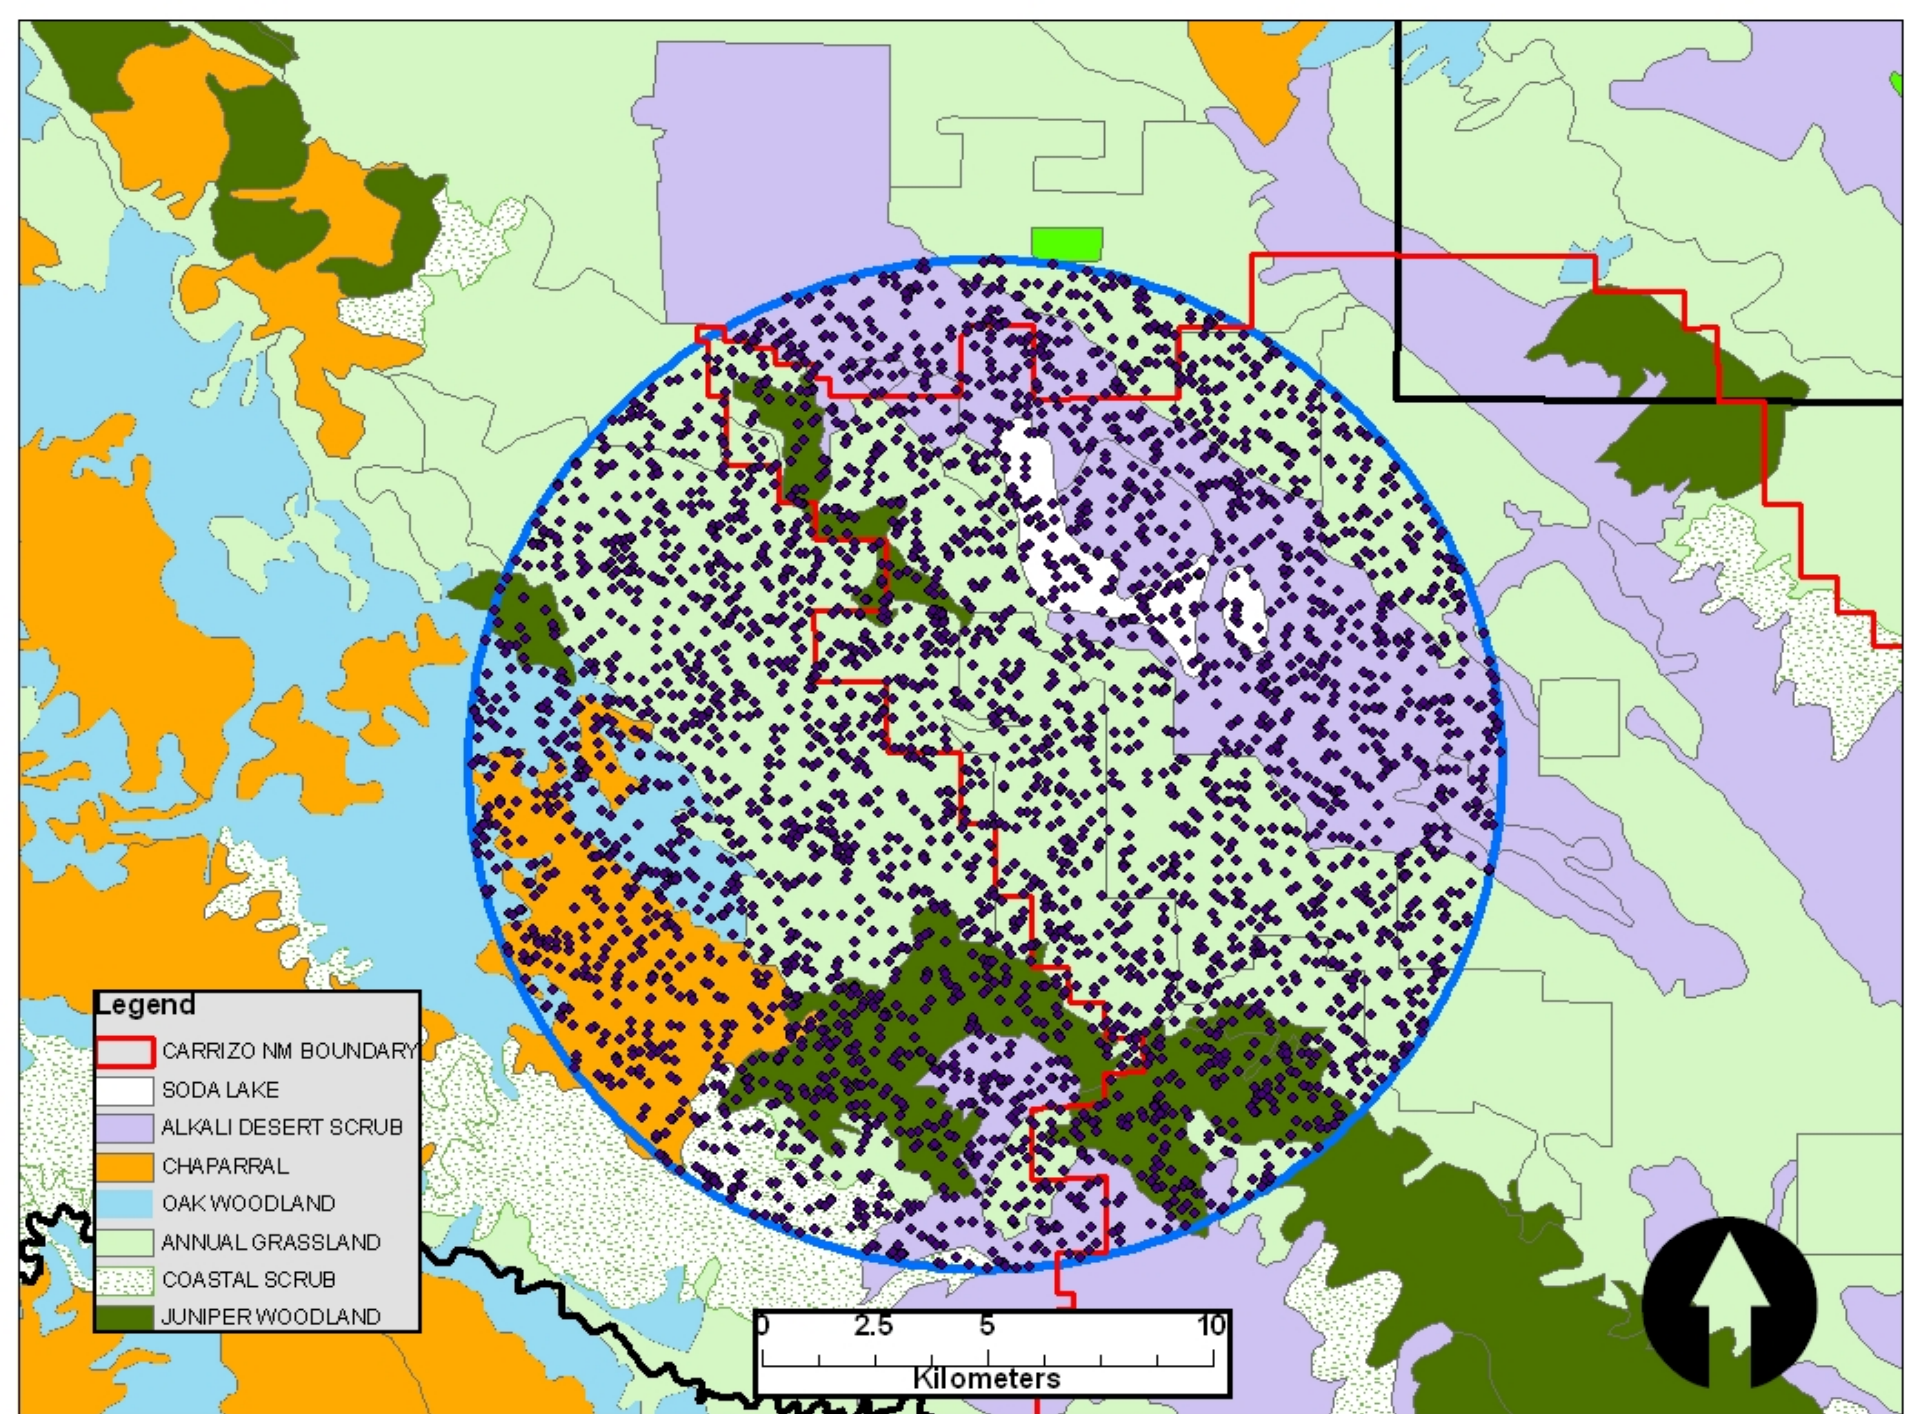 Legend
CARRIZO NM BOUNDARY
SODA LAKE
ALKALI DESERT SCRUB
CHAPARRAL
OAK WOODLAND
ANNUAL GRASSLAND
COASTAL SCRUB
JUNIPER WOODLAND
0 2.5 5 10
Kilometers